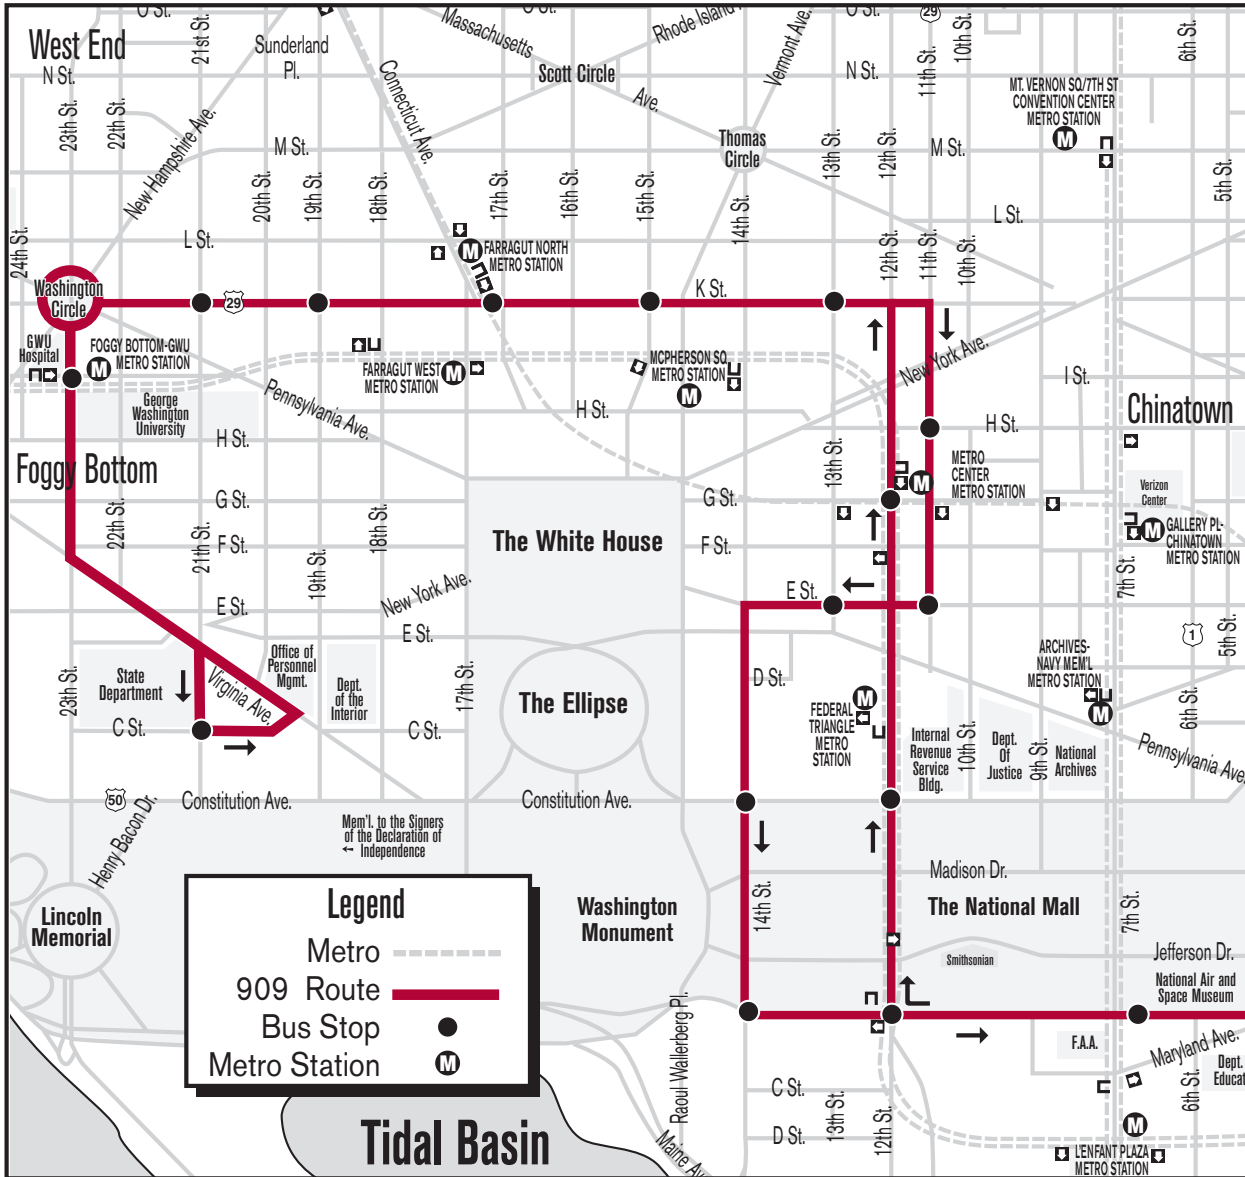 O St.
O St.
O St.
29
West End
21st St.
Sunderland
Pl.
Massachusetts
Ave.
Rhode Island
Vermont Ave.
11th St.
10th St.
6th St.
N St.
Scott Circle
N St.
MT. VERNON SQ/7TH ST
CONVENTION CENTER
METRO STATION
M
23th St.
22th St.
New Hampshire Ave.
Connecticut Ave.
M St.
Thomas
Circle
13th St.
12th St.
M St.
20th St.
19th St.
18th St.
17th St.
16th St.
15th St.
14th St.
5th St.
L St.
24th St.
L St.
12th St.
11th St.
10th St.
M
FARRAGUT NORTH
METRO STATION
Washington
Circle
29
K St.
GWU
Hospital
FOGGY BOTTOM-GWU
METRO STATION
M
FARRAGUT WEST
METRO STATION
M
MCPHERSON SQ.
METRO STATION
M
New York Ave.
I St.
George
Washington
University
Pennsylvania Ave.
H St.
H St.
Chinatown
H St.
13th St.
Foggy Bottom
METRO
CENTER
METRO STATION
M
Verizon
Center
G St.
G St.
22th St.
21th St.
18th St.
F St.
The White House
F St.
M
GALLERY PL-
CHINATOWN
METRO STATION
19th St.
7th St.
New York Ave.
E St.
E St.
E St.
1
5th St.
23th St.
State
Department
Virginia Ave.
Office of
Personnel
Mgmt.
Dept.
of the
Interior
17th St.
The Ellipse
D St.
ARCHIVES-
NAVY MEM'L
METRO STATION
M
6th St.
C St.
C St.
FEDERAL
TRIANGLE
METRO
STATION
M
Internal
Revenue
Service
Bldg.
10th St.
Dept.
Of
Justice
9th St.
National
Archives
Pennsylvania Ave.
50
Constitution Ave.
Constitution Ave.
Henry Bacon Dr.
Mem'l. to the Signers
of the Declaration of
Independence
Madison Dr.
Lincoln
Memorial
Washington
Monument
14th St.
The National Mall
7th St.
Smithsonian
Jefferson Dr.
National Air and
Space Museum
Legend
Metro
909 Route
Bus Stop
Metro Station
M
Raoul Wallerberg Pl.
F.A.A.
Maryland Ave.
Dept.
Educat
C St.
13th St.
12th St.
6th St.
D St.
Maine Av
Tidal Basin
M
L'ENFANT PLAZA
METRO STATION